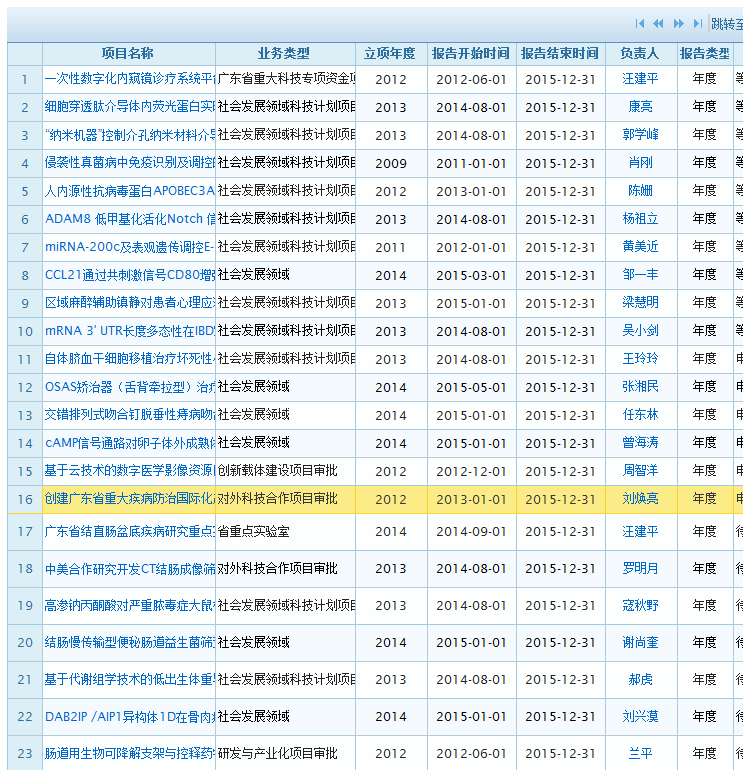 跳转至
项目名称 业务类型 立项年度 报告开始时间 报告结束时间 负责人 报告类型
1 一次性数字化内窥镜诊疗系统平台 广东省重大科技专项资金项 2012 2012-06-01 2015-12-31 汪建平 年度
2 细胞穿透肽介导体内荧光蛋白实 社会发展领域科技计划项目 2013 2014-08-01 2015-12-31 康亮 年度
3 “纳米机器”控制介孔纳米材料介导 社会发展领域科技计划项目 2013 2014-08-01 2015-12-31 郭学峰 年度
4 侵袭性真菌病中免疫识别及调控 社会发展领域科技计划项目 2009 2011-01-01 2015-12-31 肖刚 年度
5 人内源性抗病毒蛋白APOBEC3A 社会发展领域科技计划项目 2012 2013-01-01 2015-12-31 陈姗 年度
6 ADAM8 低甲基化活化Notch 信 社会发展领域科技计划项目 2013 2014-08-01 2015-12-31 杨祖立 年度
7 miRNA-200c及表观遗传调控E- 社会发展领域科技计划项目 2011 2012-01-01 2015-12-31 黄美近 年度
8 CCL21通过共刺激信号CD80增强 社会发展领域 2014 2015-03-01 2015-12-31 邹一丰 年度
9 区域麻醉辅助镇静对患者心理应 社会发展领域科技计划项目 2013 2015-01-01 2015-12-31 梁慧明 年度
10 mRNA 3' UTR长度多态性在IBD 社会发展领域科技计划项目 2013 2014-08-01 2015-12-31 吴小剑 年度
11 自体脐血干细胞移植治疗坏死性 社会发展领域科技计划项目 2013 2014-08-01 2015-12-31 王玲玲 年度
12 OSAS矫治器（舌背牵拉型）治疗 社会发展领域 2014 2015-05-01 2015-12-31 张湘民 年度
13 交错排列式吻合钉脱垂性痔病吻合 社会发展领域 2014 2015-01-01 2015-12-31 任东林 年度
14 cAMP信号通路对卵子体外成熟 社会发展领域 2014 2015-01-01 2015-12-31 曾海涛 年度
15 基于云技术的数字医学影像资源 创新载体建设项目审批 2012 2012-12-01 2015-12-31 周智洋 年度
16 创建广东省重大疾病防治国际化 对外科技合作项目审批 2012 2013-01-01 2015-12-31 刘焕亮 年度
17 广东省结直肠盆底疾病研究重点 省重点实验室 2014 2014-09-01 2015-12-31 汪建平 年度
18 中美合作研究开发CT结肠成像筛 对外科技合作项目审批 2013 2014-08-01 2015-12-31 罗明月 年度
19 高渗钠丙酮酸对严重脓毒症大鼠 社会发展领域科技计划项目 2013 2014-08-01 2015-12-31 寇秋野 年度
20 结肠慢传输型便秘肠道益生菌筛 社会发展领域 2014 2015-01-01 2015-12-31 谢尚奎 年度
21 基于代谢组学技术的低出生体重 社会发展领域科技计划项目 2013 2014-08-01 2015-12-31 郝虎 年度
22 DAB2IP /AIP1异构体1D在骨肉 社会发展领域 2014 2015-01-01 2015-12-31 刘兴漠 年度
23 肠道用生物可降解支架与控释药 研发与产业化项目审批 2012 2012-06-01 2015-12-31 兰平 年度